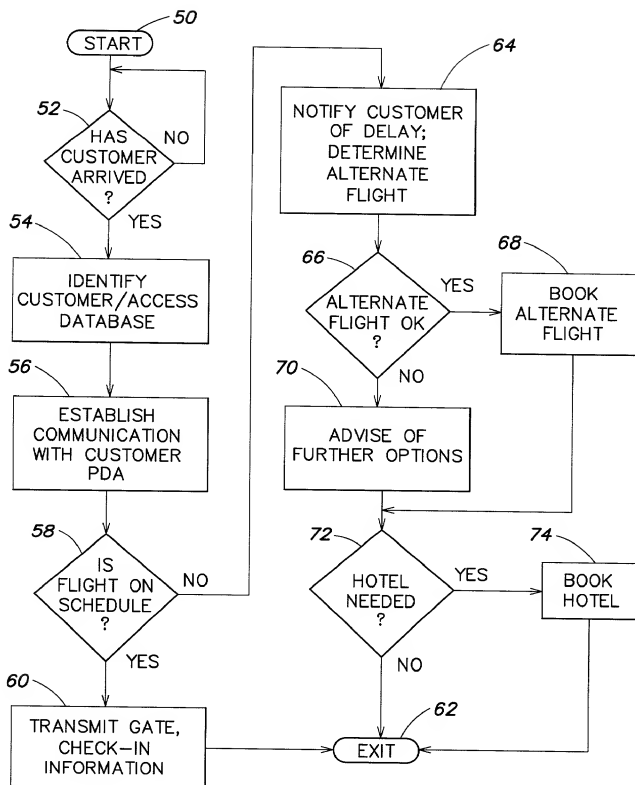 50
START
52
HAS
CUSTOMER
ARRIVED
?
NO
YES
54
IDENTIFY
CUSTOMER/ACCESS
DATABASE
56
ESTABLISH
COMMUNICATION
WITH CUSTOMER
PDA
58
IS
FLIGHT ON
SCHEDULE
?
NO
YES
60
TRANSMIT GATE,
CHECK-IN
INFORMATION
64
NOTIFY CUSTOMER
OF DELAY;
DETERMINE
ALTERNATE
FLIGHT
66
ALTERNATE
FLIGHT OK
?
YES
NO
68
BOOK
ALTERNATE
FLIGHT
70
ADVISE OF
FURTHER OPTIONS
72
HOTEL
NEEDED
?
YES
NO
74
BOOK
HOTEL
62
EXIT